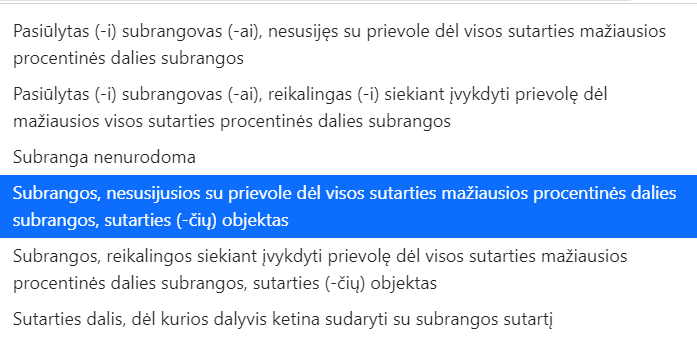 Pasiūlytas (-i) subrangovas (-ai), nesusijęs su prievole dėl visos sutarties mažiausios
procentinės dalies subrangos
Pasiūlytas (-i) subrangovas (-ai), reikalingas (-i) siekiant įvykdyti prievolę dėl
mažiausios visos sutarties procentinės dalies subrangos
Subranga nenurodoma
Subrangos, nesusijusios su prievole dėl visos sutarties mažiausios procentinės dalies
subrangos, sutarties (-čių) objektas
Subrangos, reikalingos siekiant įvykdyti prievolę dėl visos sutarties mažiausios
procentinės dalies subrangos, sutarties (-čių) objektas
Sutarties dalis, dėl kurios dalyvis ketina sudaryti su subrangos sutartį